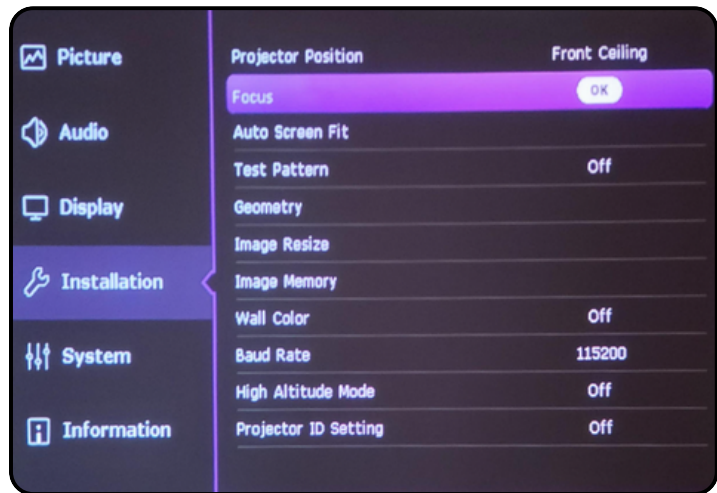 Picture
Audio
Display
Installation
System
Information
Projector Position Front Ceiling
Focus OK
Auto Screen Fit
Test Pattern Off
Geometry
Image Resize
Image Memory
Wall Color Off
Baud Rate 115200
High Altitude Mode Off
Projector ID Setting Off